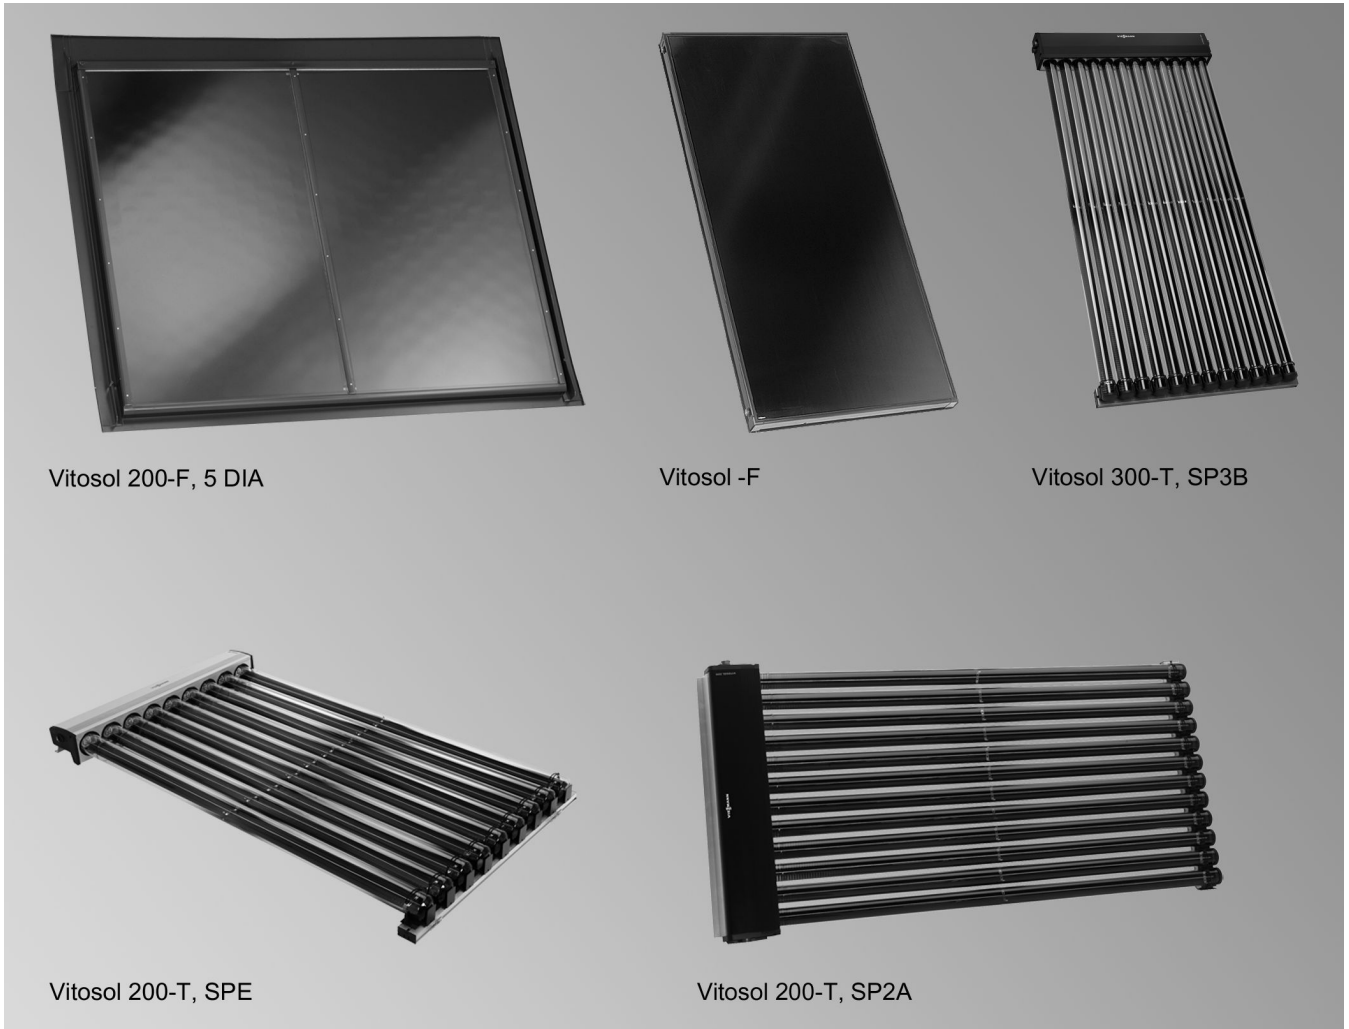 Vitosol 200-F, 5 DIA
Vitosol -F
Vitosol 300-T, SP3B
Vitosol 200-T, SPE
Vitosol 200-T, SP2A